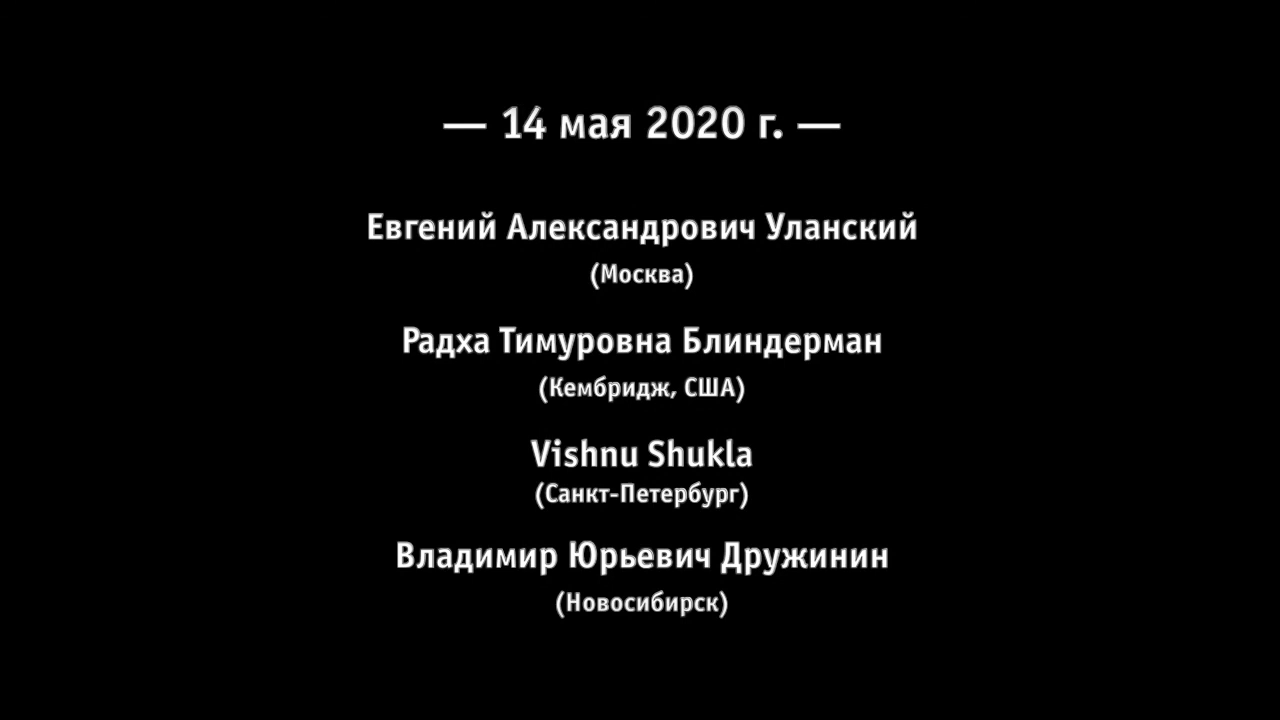 — 14 мая 2020 г. —
Евгений Александрович Уланский
(Москва)
Радха Тимуровна Блиндерман
(Кембридж, США)
Vishnu Shukla
(Санкт-Петербург)
Владимир Юрьевич Дружинин
(Новосибирск)